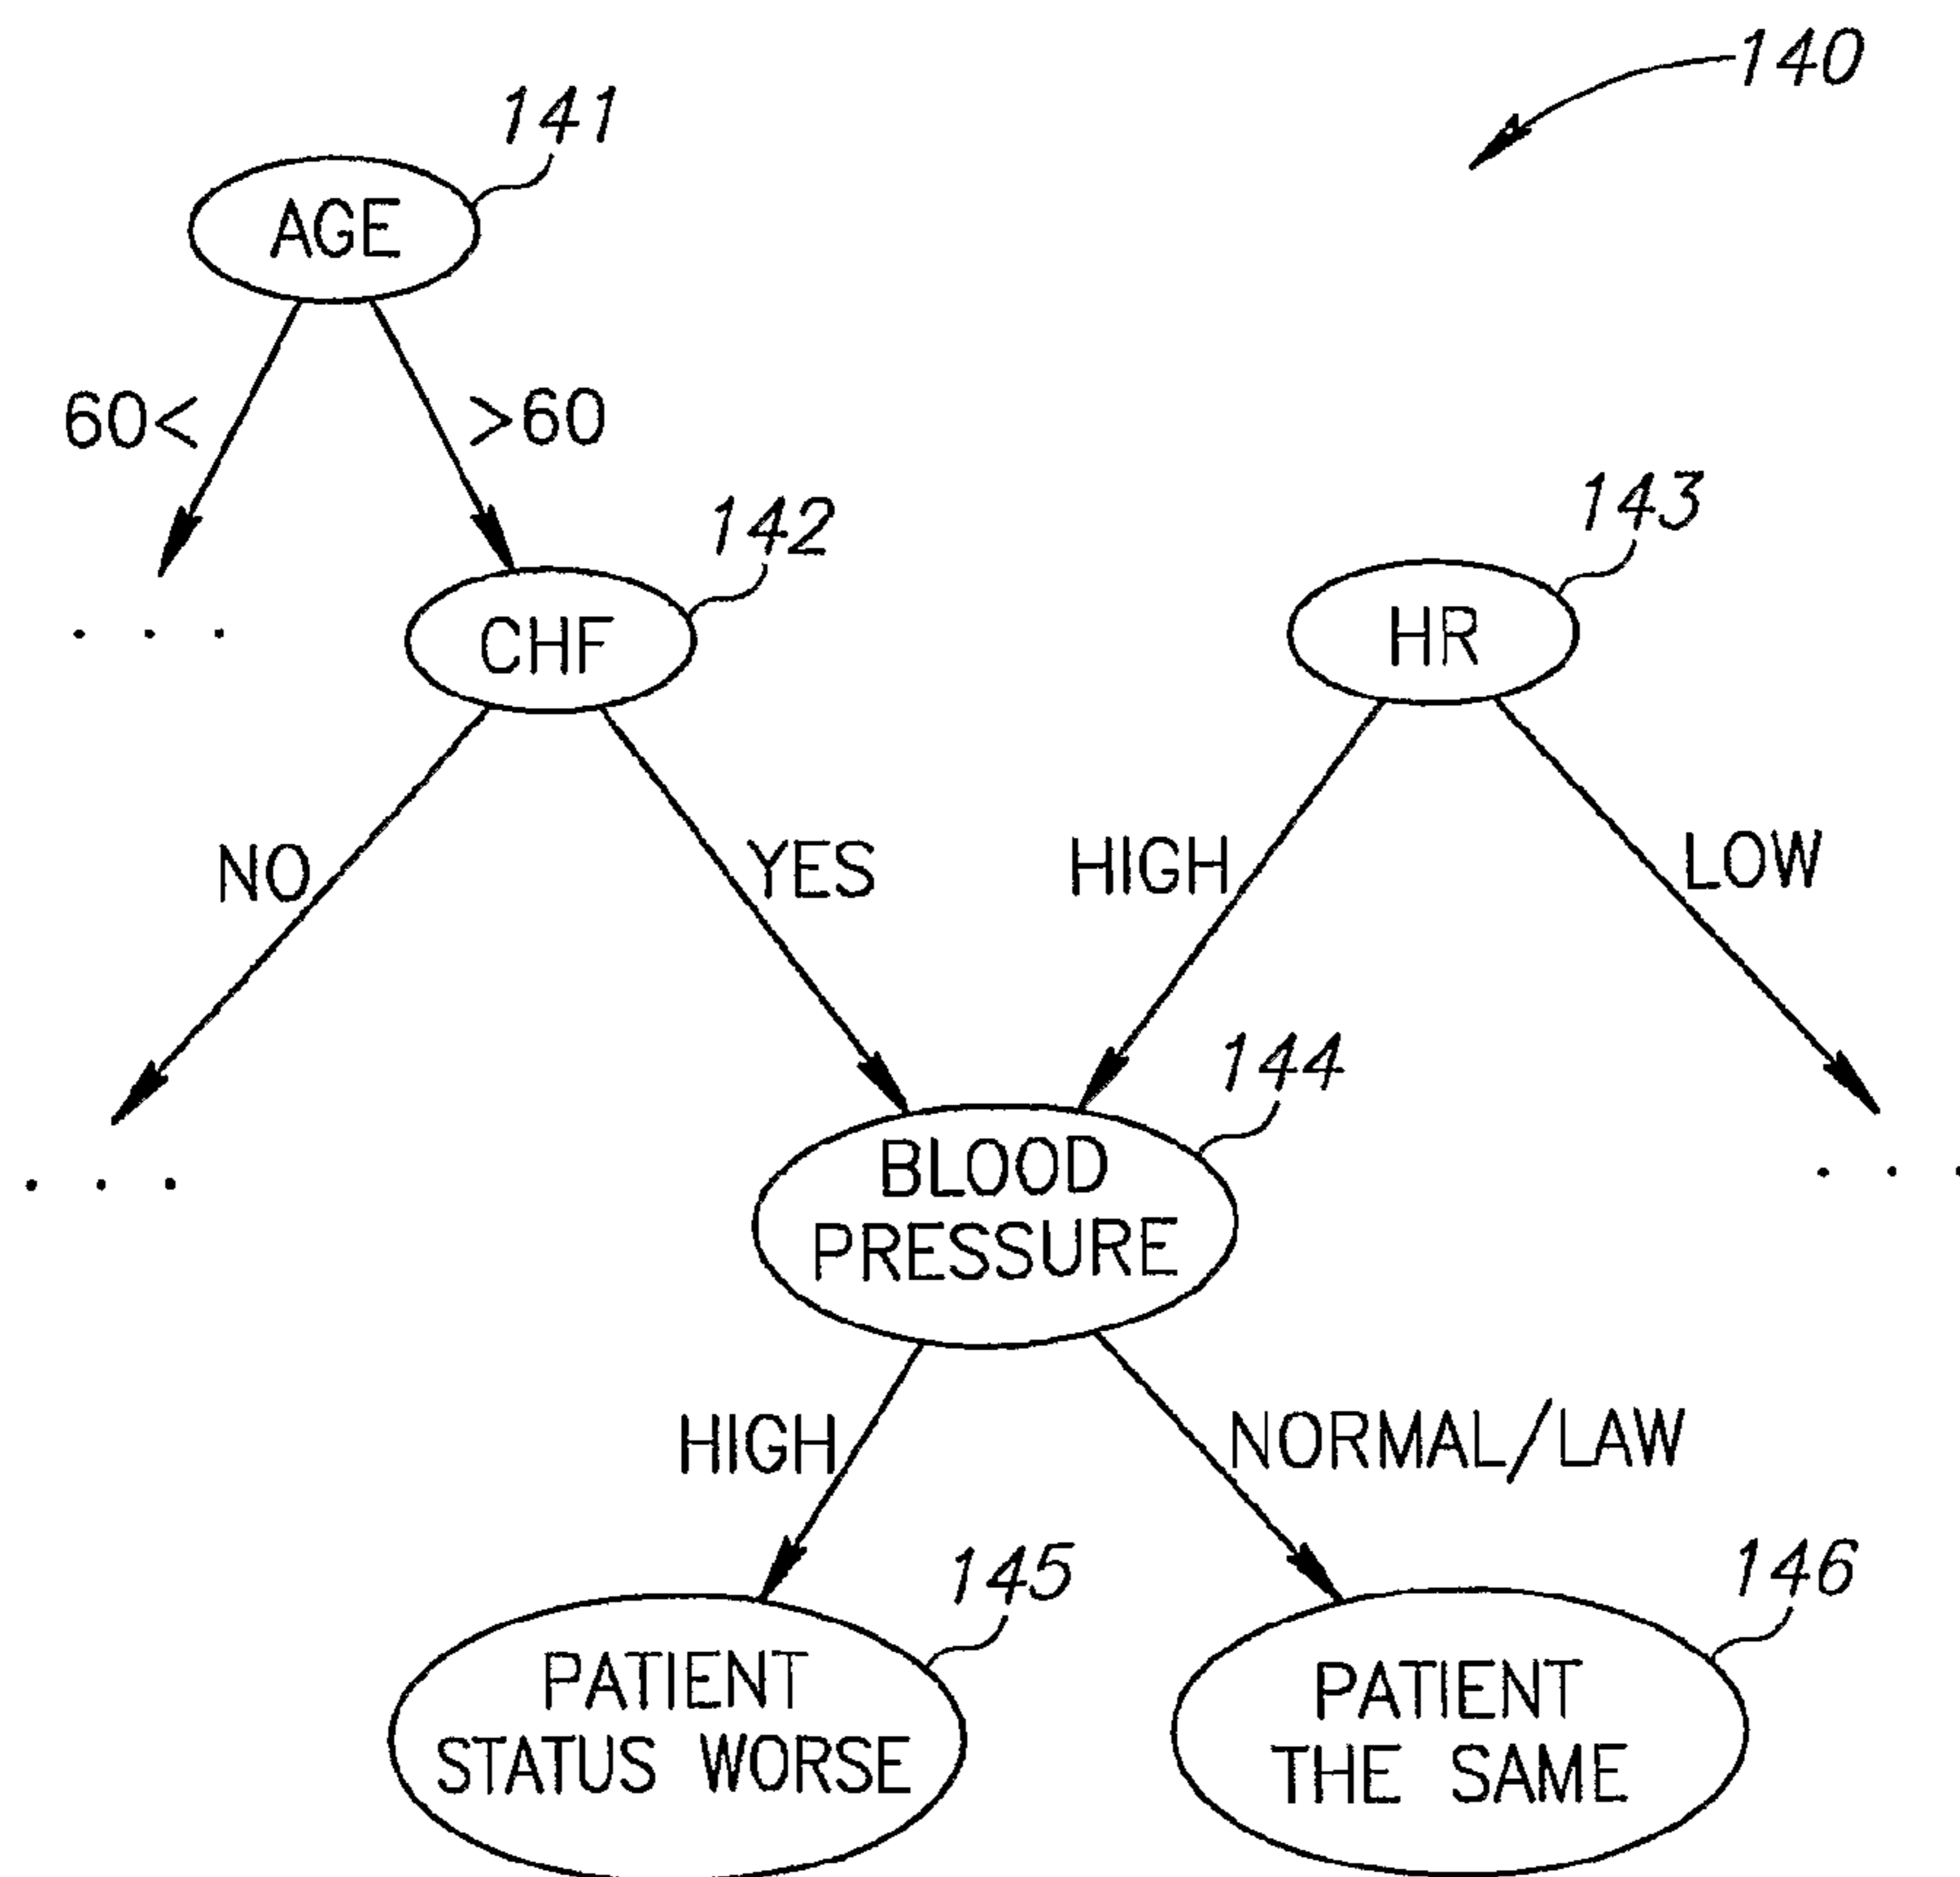 140
141
AGE
60<
>60
142
143
CHF
HR
NO
YES
HIGH
LOW
144
. . .
BLOOD
PRESSURE
. . .
HIGH
NORMAL/LAW
145
146
PATIENT
STATUS WORSE
PATIENT
THE SAME